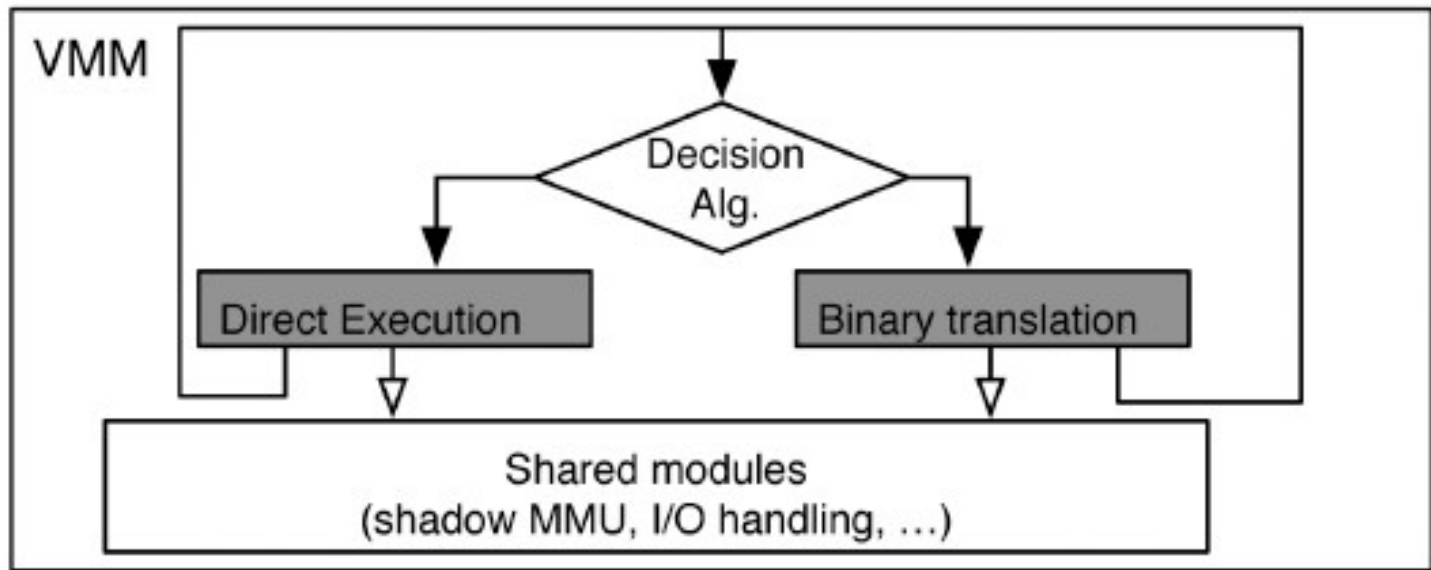 VMM
Decision
Alg.
Direct Execution
Binary translation
Shared modules
(shadow MMU, I/O handling, …)